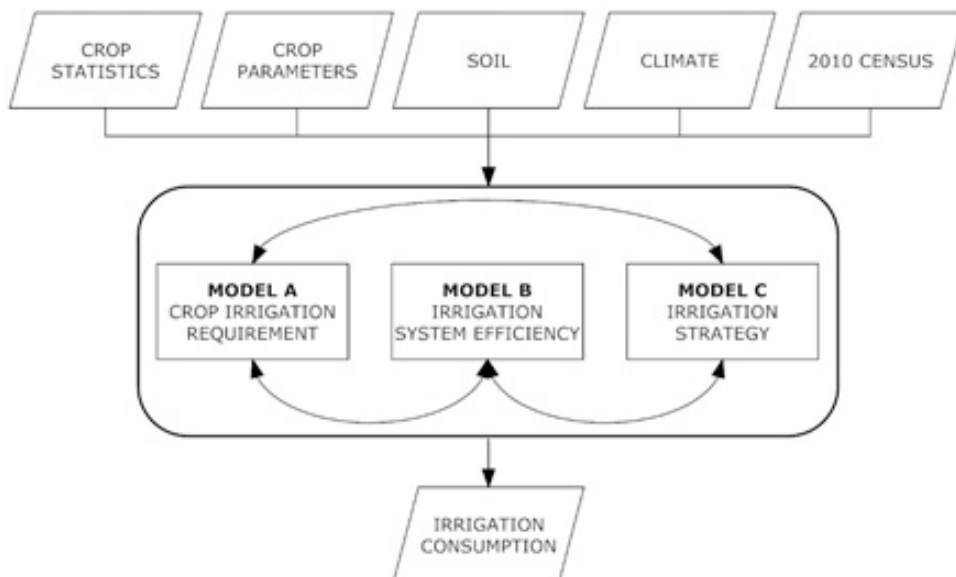 CROP
STATISTICS
CROP
PARAMETERS
SOIL
CLIMATE
2010 CENSUS
MODEL A
CROP IRRIGATION
REQUIREMENT
MODEL B
IRRIGATION
SYSTEM EFFICIENCY
MODEL C
IRRIGATION
STRATEGY
IRRIGATION
CONSUMPTION